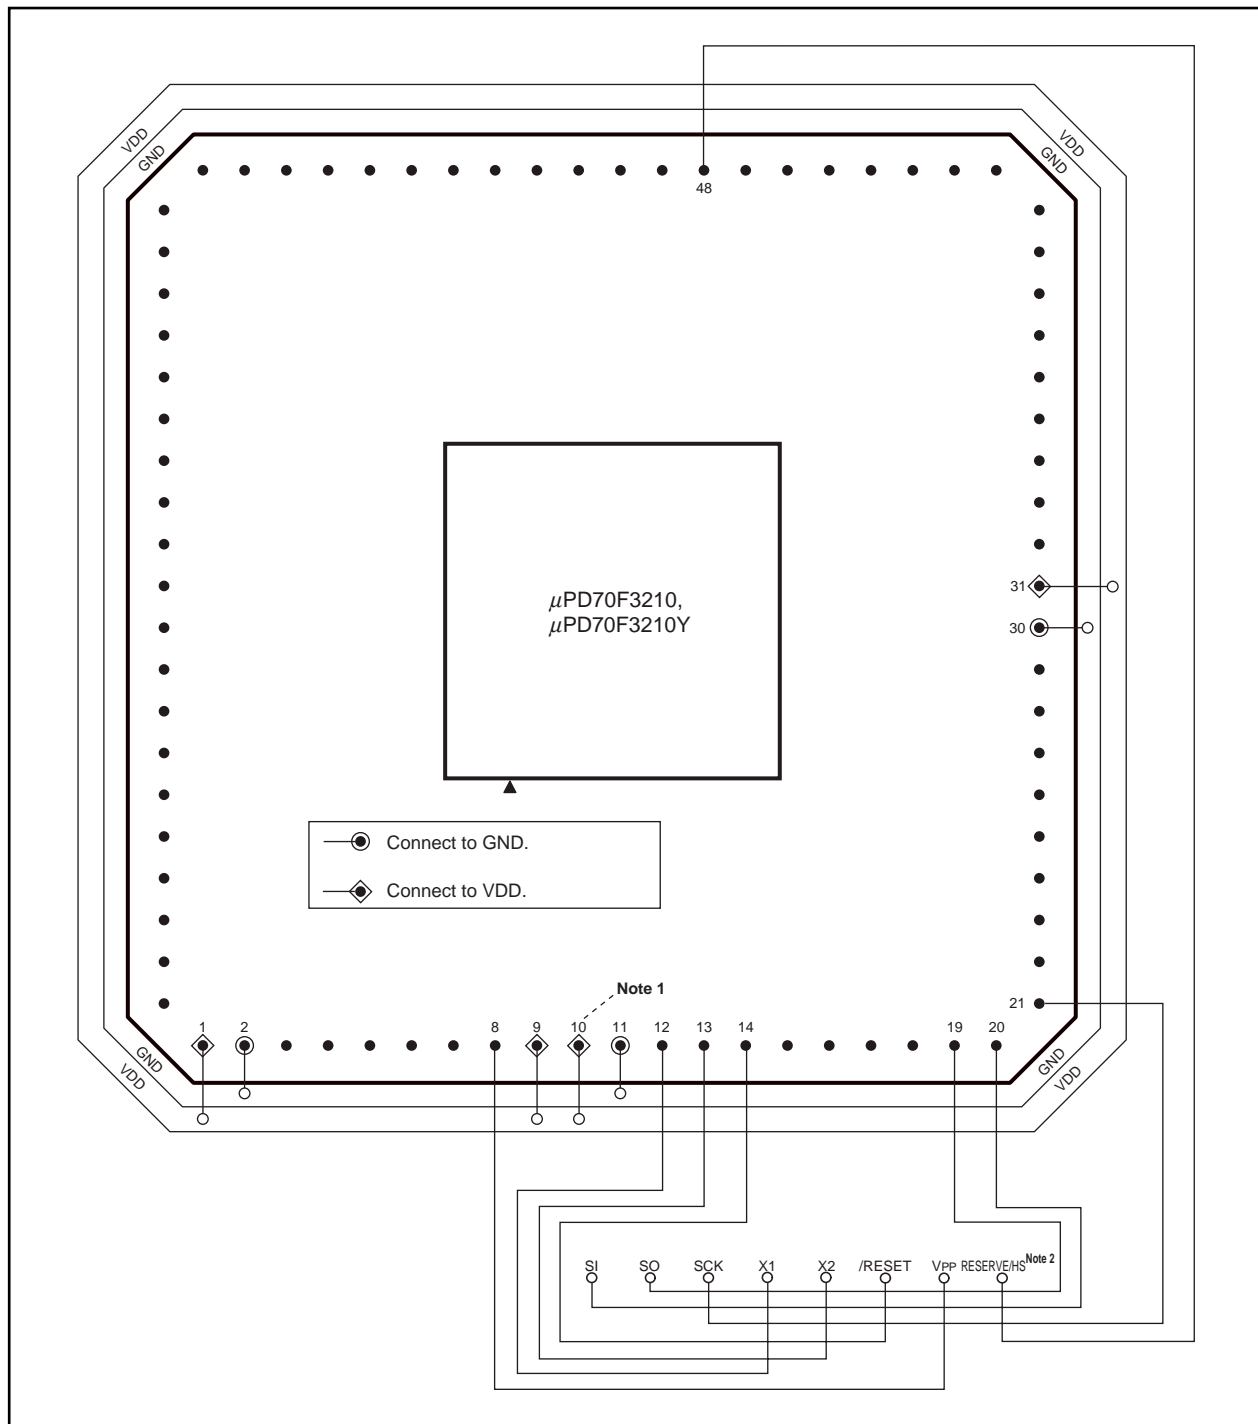 VDD
GND
VDD
GND
48
31
30
μPD70F3210,
μPD70F3210Y
Connect to GND.
Connect to VDD.
Note 1
21
1 2 8 9 10 11 12 13 14 19 20
GND
VDD
GND
VDD
SI SO SCK X1 X2 /RESET VPP RESERVE/HS Note 2